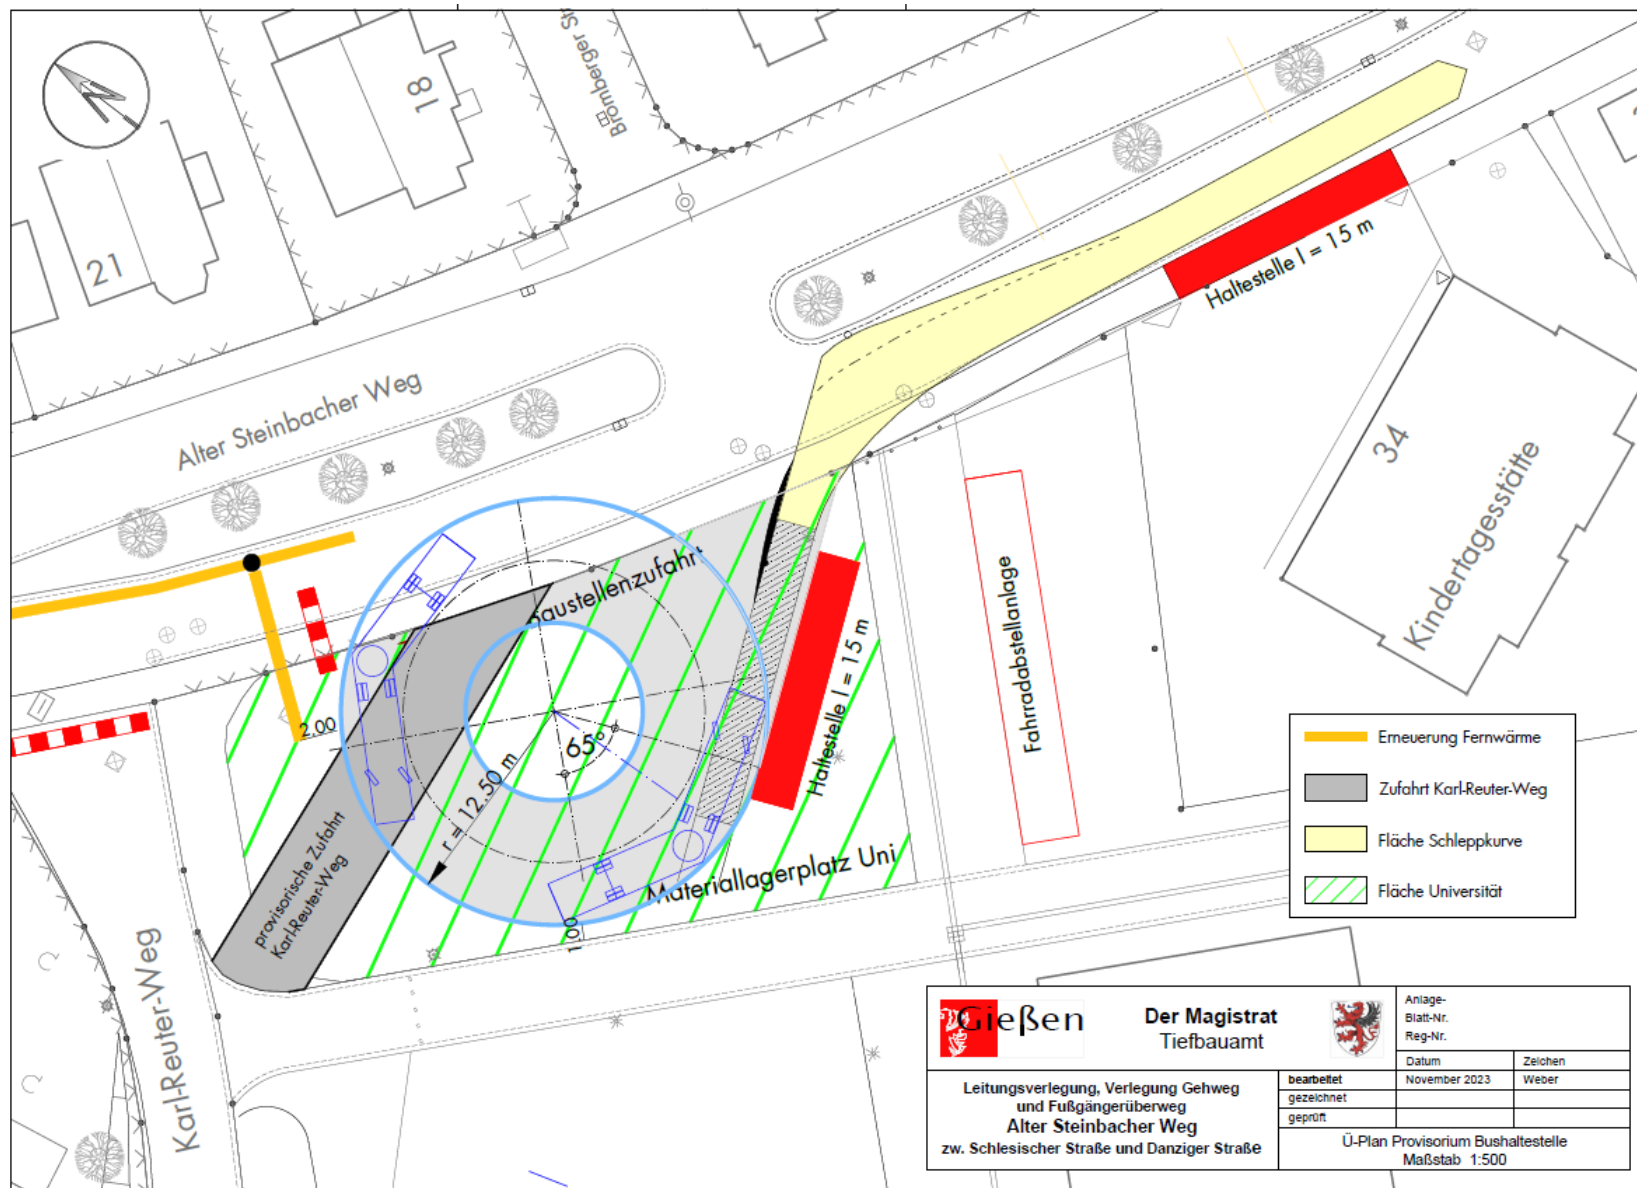 18
Bromberger Str
21
Haltestelle l = 15 m
Alter Steinbacher Weg
34
Kindertagesstätte
Baustellenzufahrt
Haltestelle l = 15 m
Fahrradabstellanlage
2.00
65°
r = 12.50 m
provisorische Zufahrt
Karl-Reuter-Weg
Materiallagerplatz Uni
1.00
Karl-Reuter-Weg
Erneuerung Fernwärme
Zufahrt Karl-Reuter-Weg
Fläche Schleppkurve
Fläche Universität
Gießen
Der Magistrat
Tiefbauamt
Anlage-
Blatt-Nr.
Reg-Nr.
Datum Zeichen
bearbeitet November 2023 Weber
gezeichnet
geprüft
Leitungsverlegung, Verlegung Gehweg
und Fußgängerüberweg
Alter Steinbacher Weg
zw. Schlesischer Straße und Danziger Straße
Ü-Plan Provisorium Bushaltestelle
Maßstab 1:500